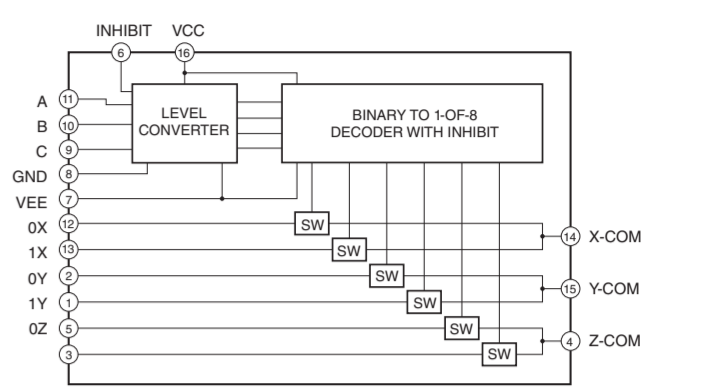 INHIBIT VCC
6 16
11
A
LEVEL
CONVERTER
BINARY TO 1-OF-8
DECODER WITH INHIBIT
B 10
C 9
GND 8
VEE 7
0X 12 SW
14 X-COM
1X 13 SW
0Y 2 SW
15 Y-COM
1Y 1 SW
0Z 5 SW
4 Z-COM
3 SW